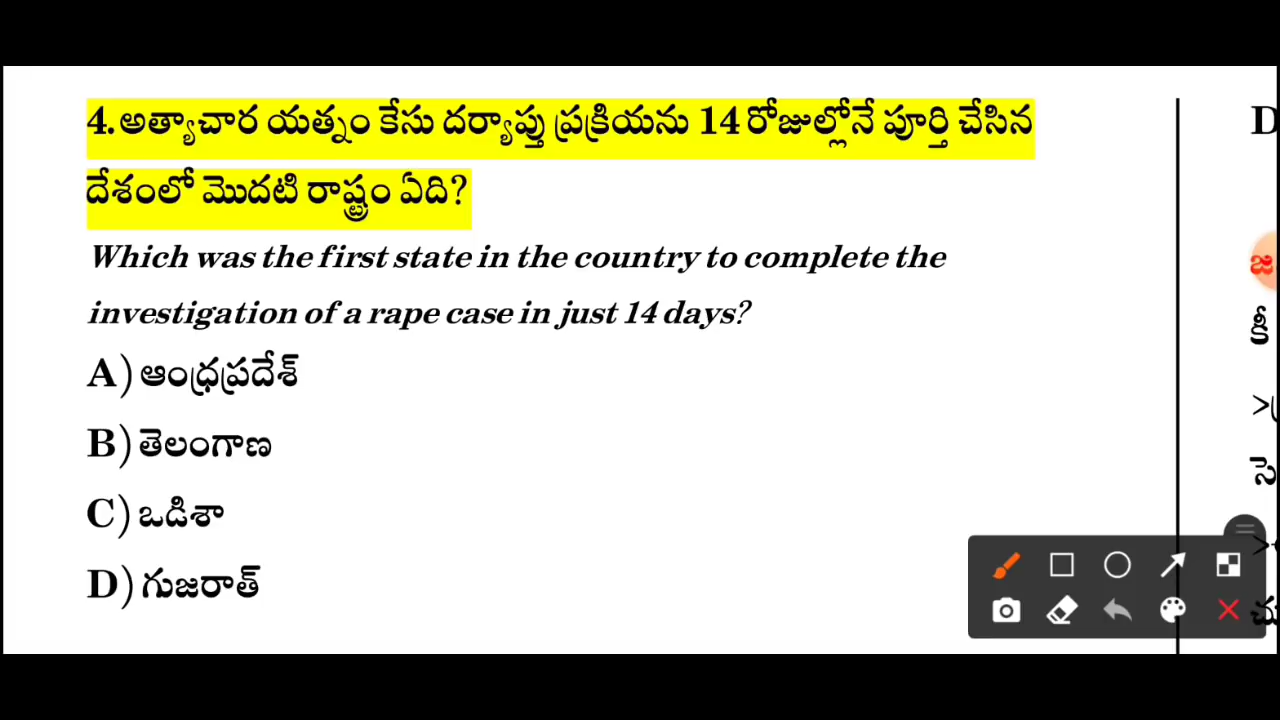 4.అత్యాచార యత్నం కేసు దర్యాప్తు ప్రక్రియను 14 రోజుల్లోనే పూర్తి చేసిన
దేశంలో మొదటి రాష్ట్రం ఏది?
Which was the first state in the country to complete the
investigation of a rape case in just 14 days?
A) ఆంధ్రప్రదేశ్
B) తెలంగాణ
C) ఒడిశా
D) గుజరాత్
D